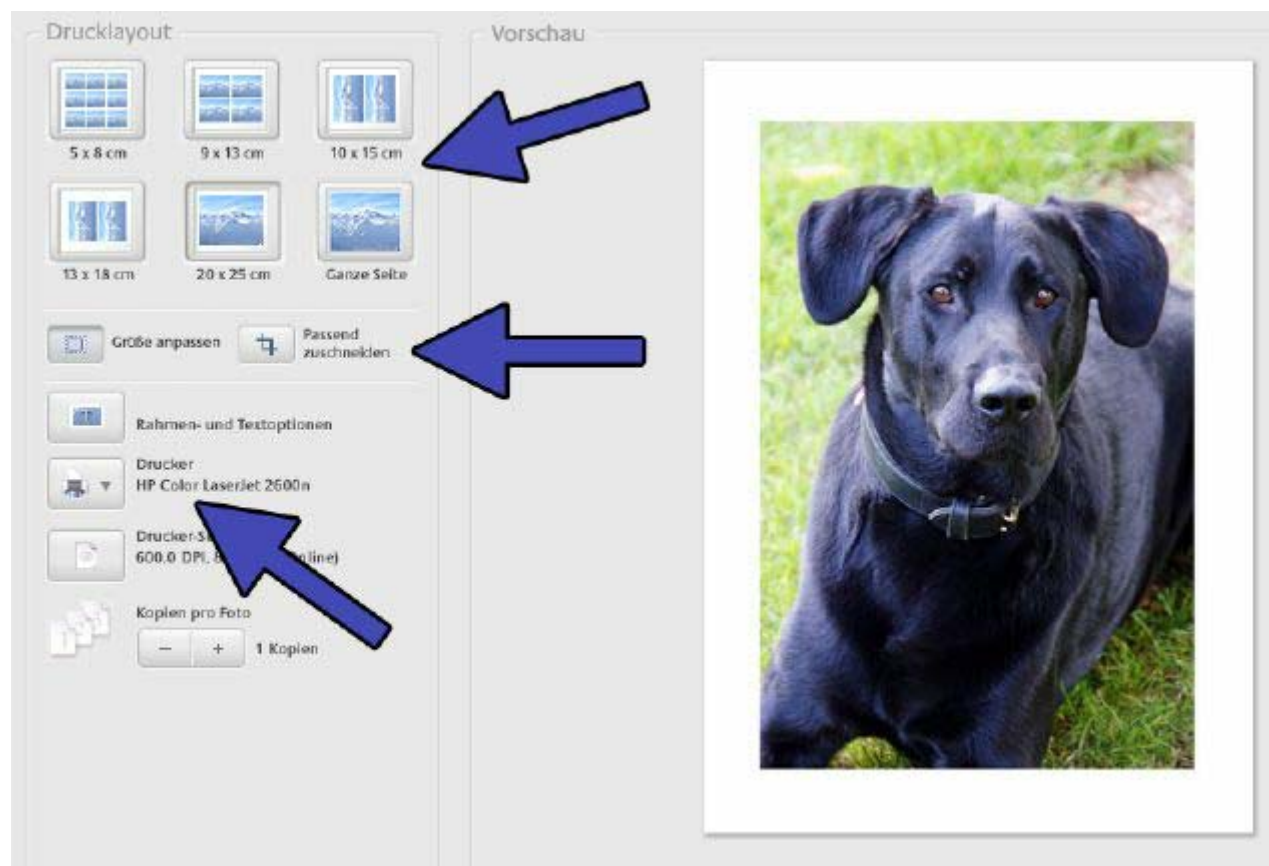 Drucklayout
Vorschau
5 x 8 cm
9 x 13 cm
10 x 15 cm
13 x 18 cm
20 x 25 cm
Ganze Seite
Größe anpassen
Passend
zuschneiden
Rahmen- und Textoptionen
Drucker
HP Color LaserJet 2600n
600.0 DPI,
Kopien pro Foto
- +
1 Kopien